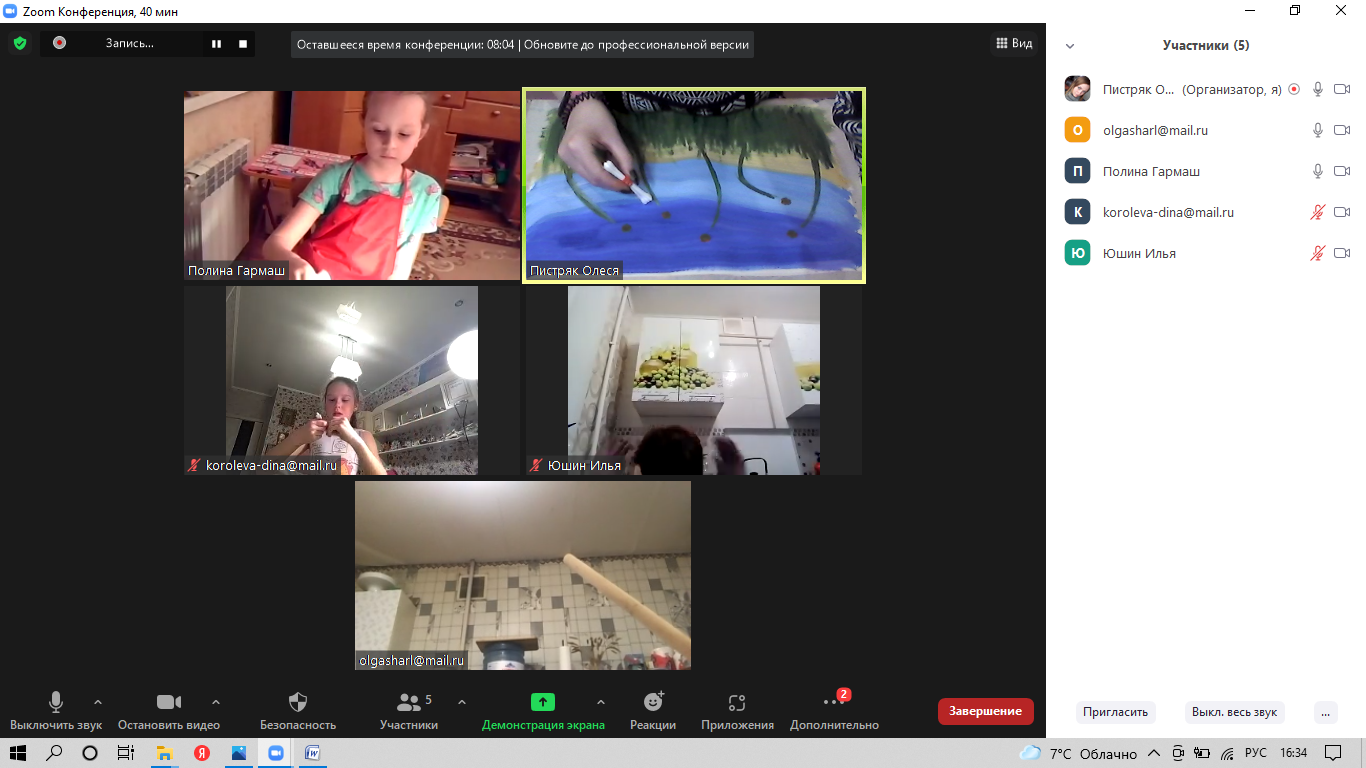 Zoom Конференция, 40 мин
Запись...
Оставшееся время конференции: 08:04 | Обновите до профессиональной версии
Вид
Участники (5)
Пистряк О... (Организатор, я)
О olgasharl@mail.ru
П Полина Гармаш
K koroleva-dina@mail.ru
Ю Юшин Илья
Полина Гармаш
Пистряк Олеся
koroleva-dina@mail.ru
Юшин Илья
olgasharl@mail.ru
Выключить звук
Остановить видео
Безопасность
5
Участники
Демонстрация экрана
Реакции
Приложения
2
Дополнительно
Завершение
Пригласить
Выкл. весь звук
...
Я
W
7°C Облачно
РУС
16:34